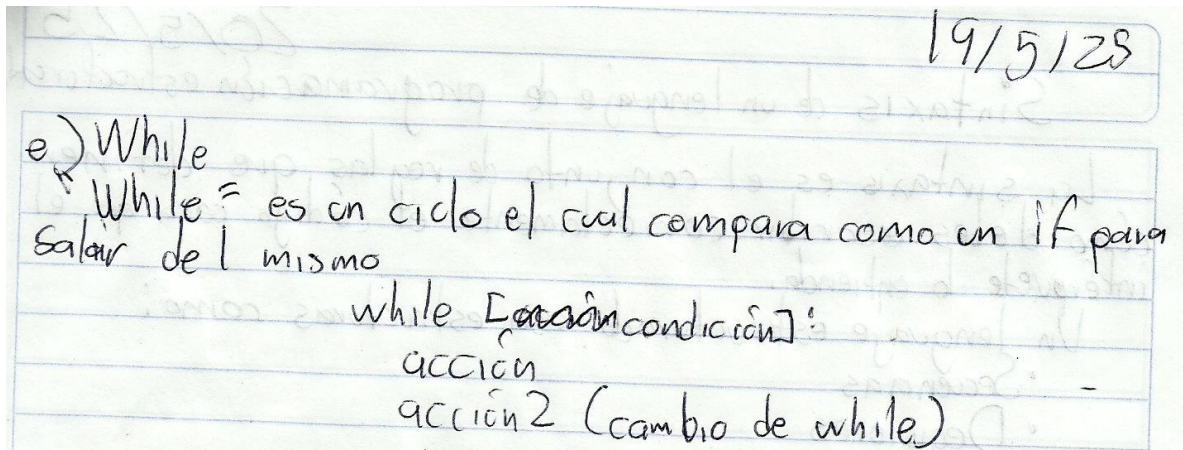 19/5/25
e) While
While = es un ciclo el cual compara como un if para
salir del mismo
while [condición]:
acción
acción2 (cambio de while)